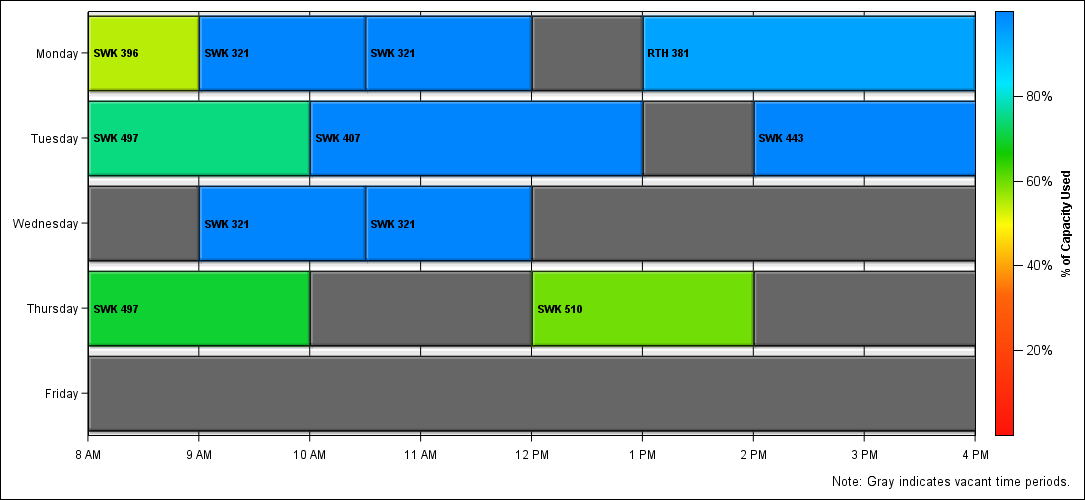 Monday
SWK 396
SWK 321
SWK 321
RTH 381
Tuesday
SWK 497
SWK 407
SWK 443
Wednesday
SWK 321
SWK 321
Thursday
SWK 497
SWK 510
Friday
8 AM
9 AM
10 AM
11 AM
12 PM
1 PM
2 PM
3 PM
4 PM
80%
60%
40%
20%
% of Capacity Used
Note: Gray indicates vacant time periods.